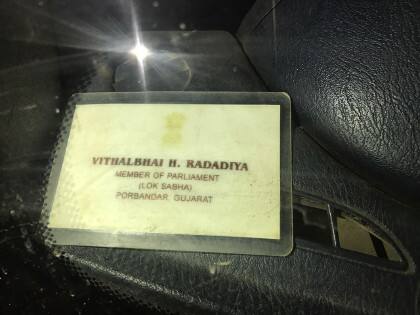 VITHALBHAI H. RADADIYA
MEMBER OF PARLIAMENT
(LOK SABHA)
PORBANDAR, GUJARAT